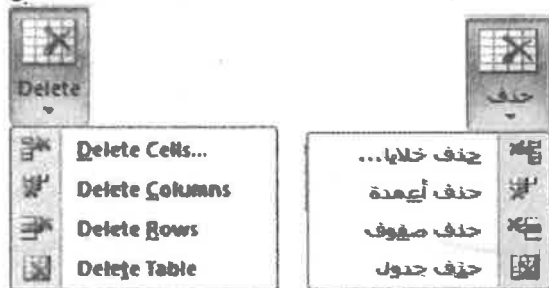 Delete
Delete Cells...
Delete Columns
Delete Rows
Delete Table
حذف
حذف خلايا...
حذف أعمدة
حذف صفوف
حذف جدول